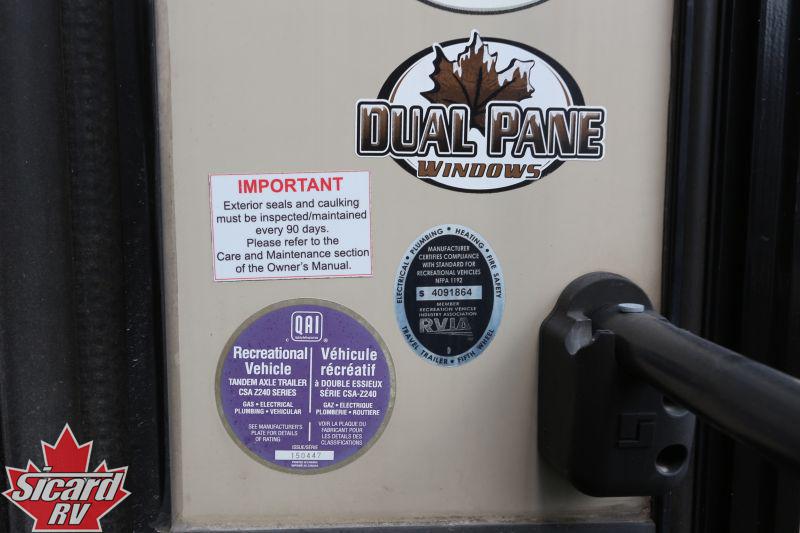 DUAL PANE
WINDOWS
IMPORTANT
Exterior seals and caulking
must be inspected/maintained
every 90 days.
Please refer to the
Care and Maintenance section
of the Owner's Manual.
ELECTRICAL • PLUMBING • HEATING • FIRE SAFETY
MANUFACTURER
CERTIFIES COMPLIANCE
WITH STANDARD FOR
RECREATIONAL VEHICLES
NFPA 1192
S 4091864
MEMBER
RECREATION VEHICLE
INDUSTRY ASSOCIATION
RVIA
TRAVEL TRAILER • FIFTH WHEEL
QAI
Recreational
Vehicle
TANDEM AXLE TRAILER
CSA Z240 SERIES
GAS • ELECTRICAL
PLUMBING • VEHICULAR
SEE MANUFACTURER'S
PLATE FOR DETAILS
OF RATING
Véhicule
récréatif
à DOUBLE ESSIEUX
SÉRIE CSA-Z240
GAZ • ELECTRIQUE
PLOMBERIE • ROUTIERE
VOIR LA PLAQUE DU
FABRICANT POUR
LES DETAILS DES
CLASSIFICATIONS
ISSUE/SÉRIE
150447
Sicard
RV